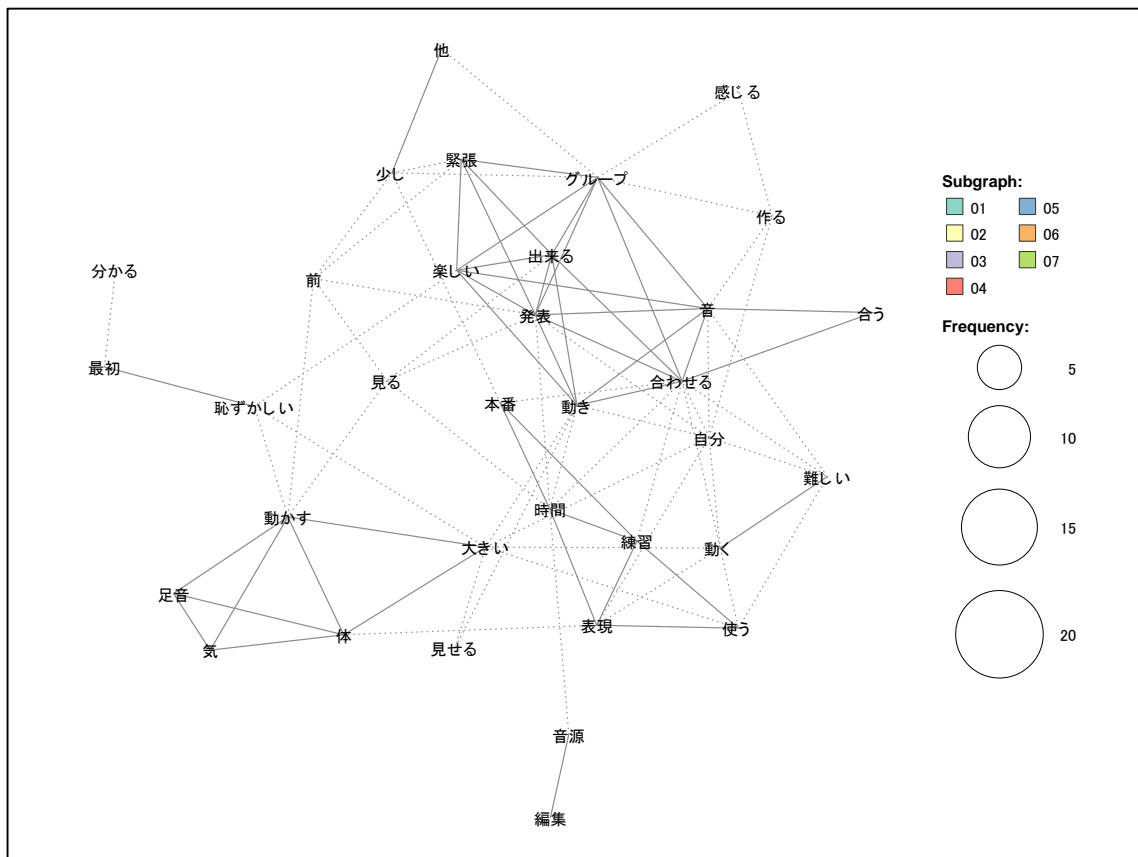 他
感じる
緊張
少し
グループ
作る
出来る
分かる
前
楽しい
発表
音
合う
最初
見る
合わせる
恥ずかしい
本番
動き
自分
難しい
時間
動かす
大きい
練習
動く
足音
体
表現
使う
気
見せる
音源
編集
Subgraph:
01 05
02 06
03 07
04
Frequency:
5
10
15
20